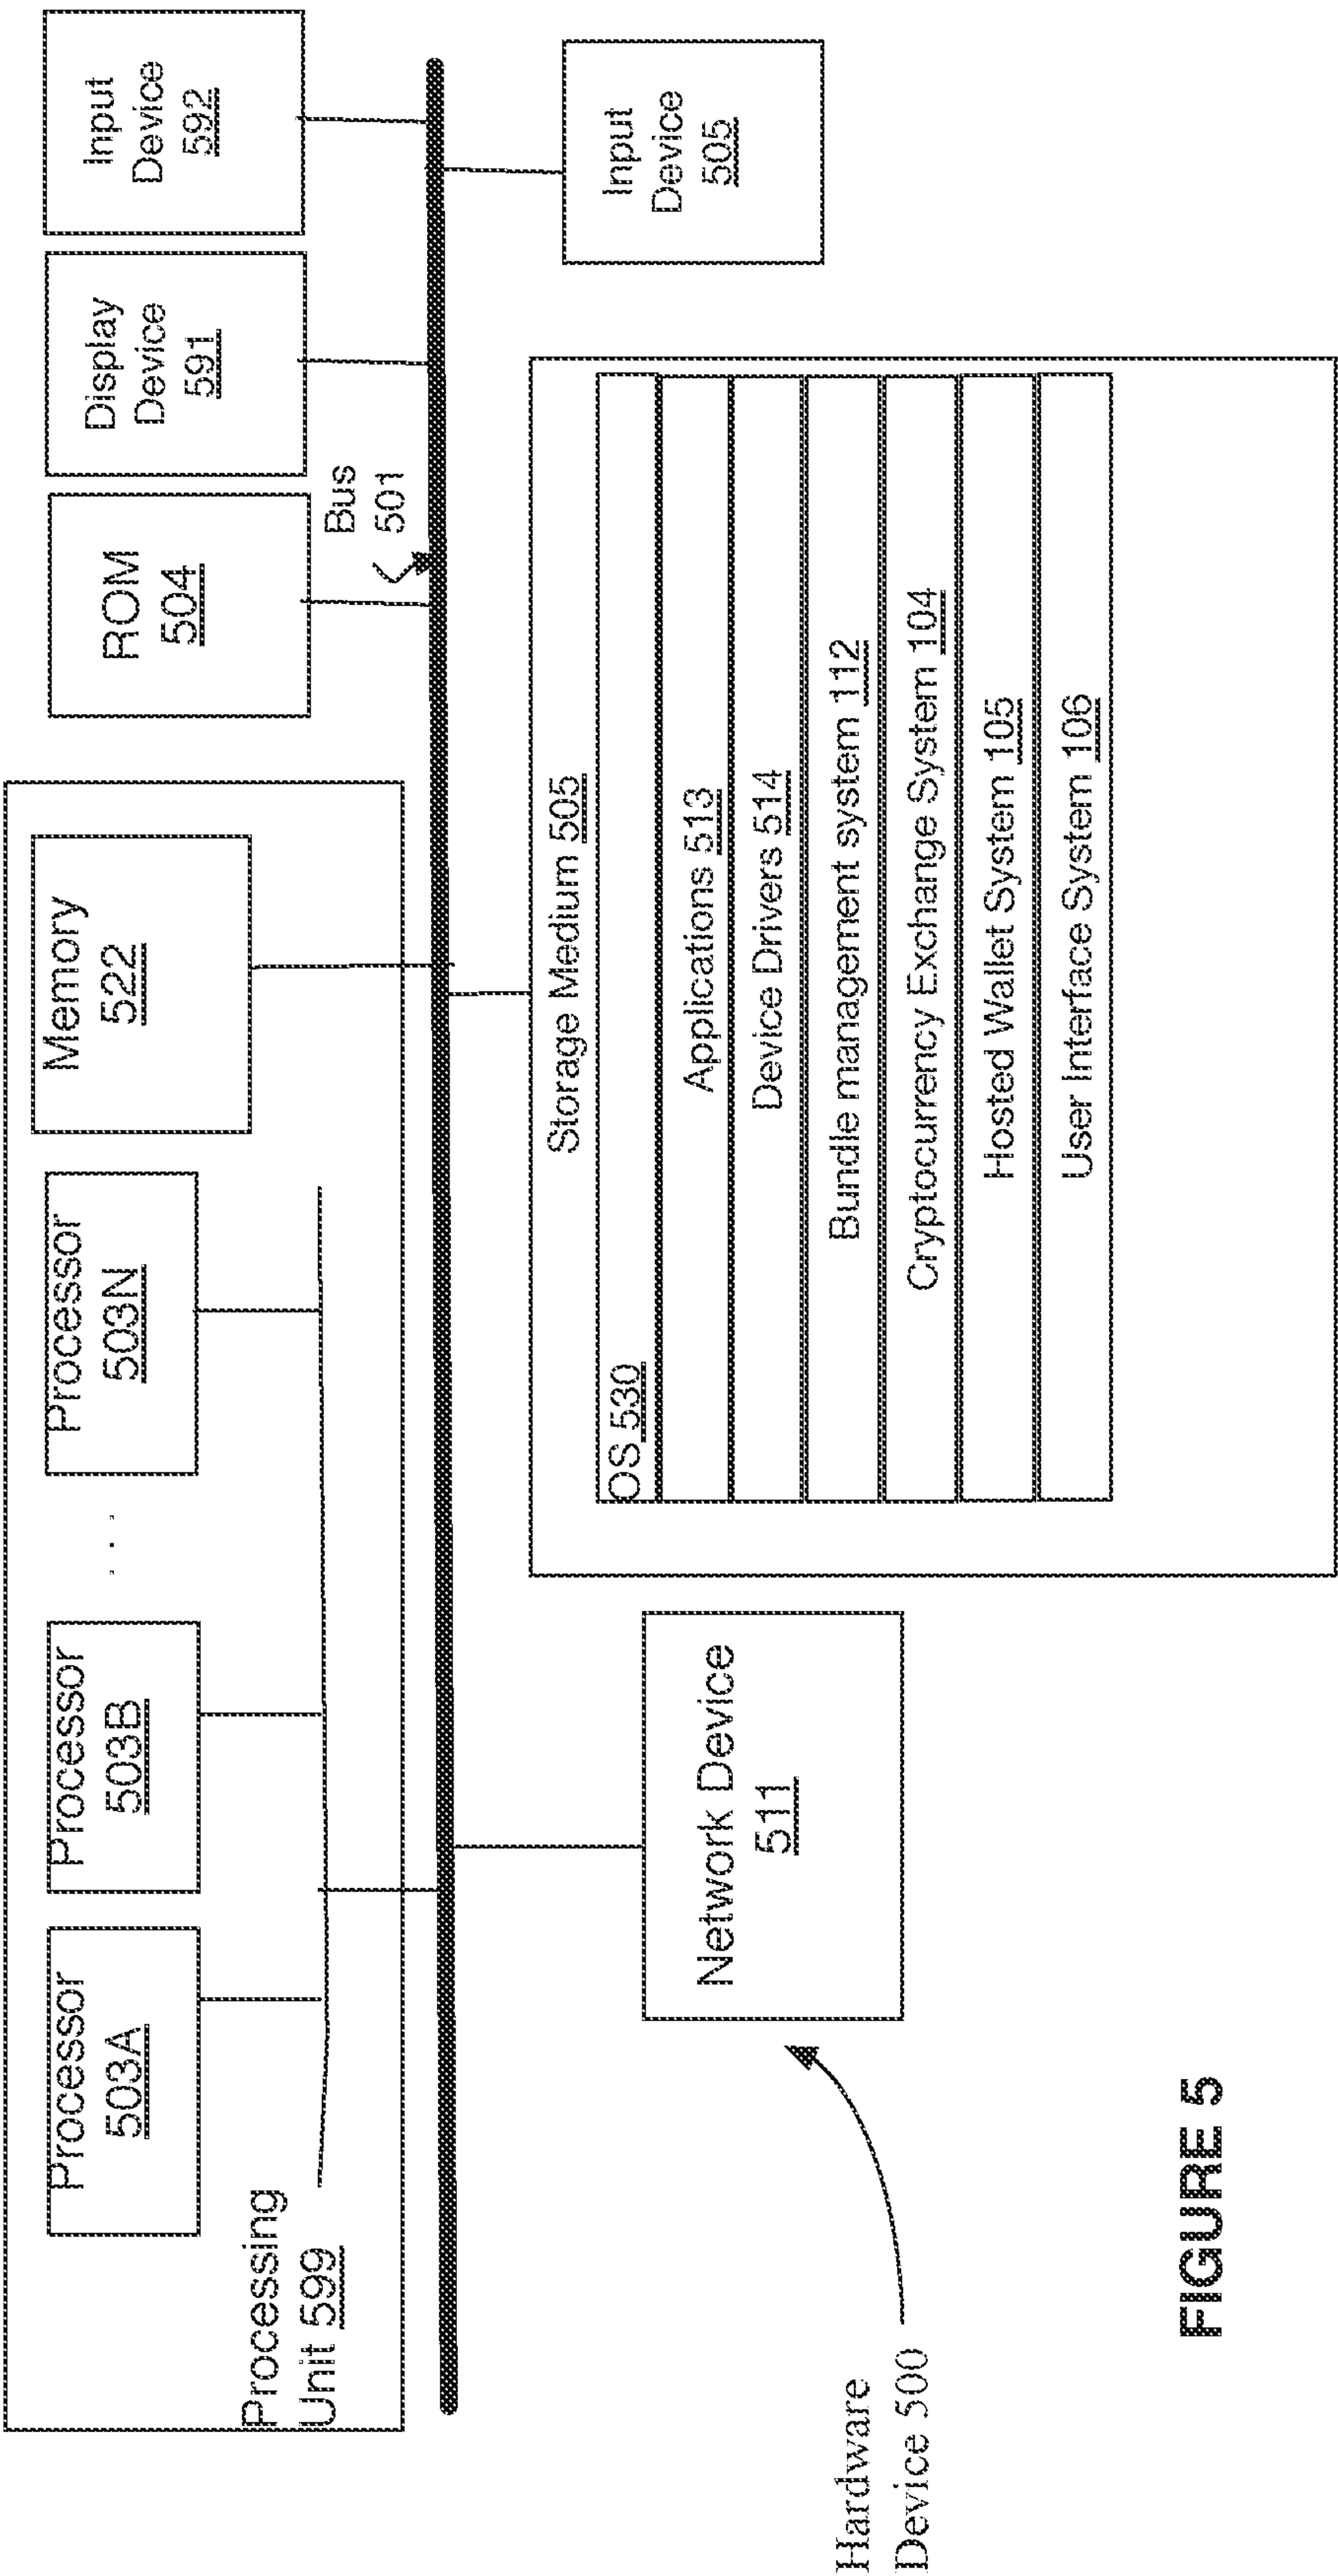 Processor
503A
Processor
503B
. . .
Processor
503N
Memory
522
Processing
Unit 599
ROM
504
Display
Device
591
Input
Device
592
Bus
501
Hardware
Device 500
Network Device
511
Storage Medium 505
OS 530
Applications 513
Device Drivers 514
Bundle management system 112
Cryptocurrency Exchange System 104
Hosted Wallet System 105
User Interface System 106
Input
Device
505
FIGURE 5